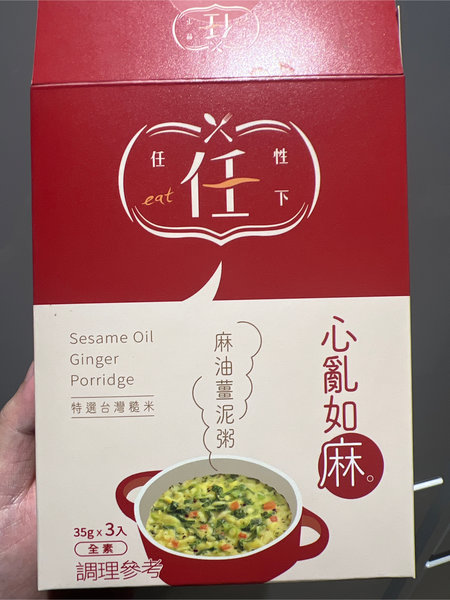 任
任
性
eat
下
Sesame Oil
Ginger
Porridge
特選台灣糙米
麻油薑泥粥
心亂如麻。
35g x 3入
全素
調理參考